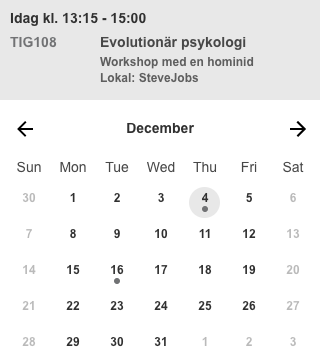 Idag kl. 13:15 - 15:00
TIG108 Evolutionär psykologi
Workshop med en hominid
Lokal: SteveJobs
December
Sun Mon Tue Wed Thu Fri Sat
30 1 2 3 4 5 6
7 8 9 10 11 12 13
14 15 16 17 18 19 20
21 22 23 24 25 26 27
28 29 30 31 1 2 3